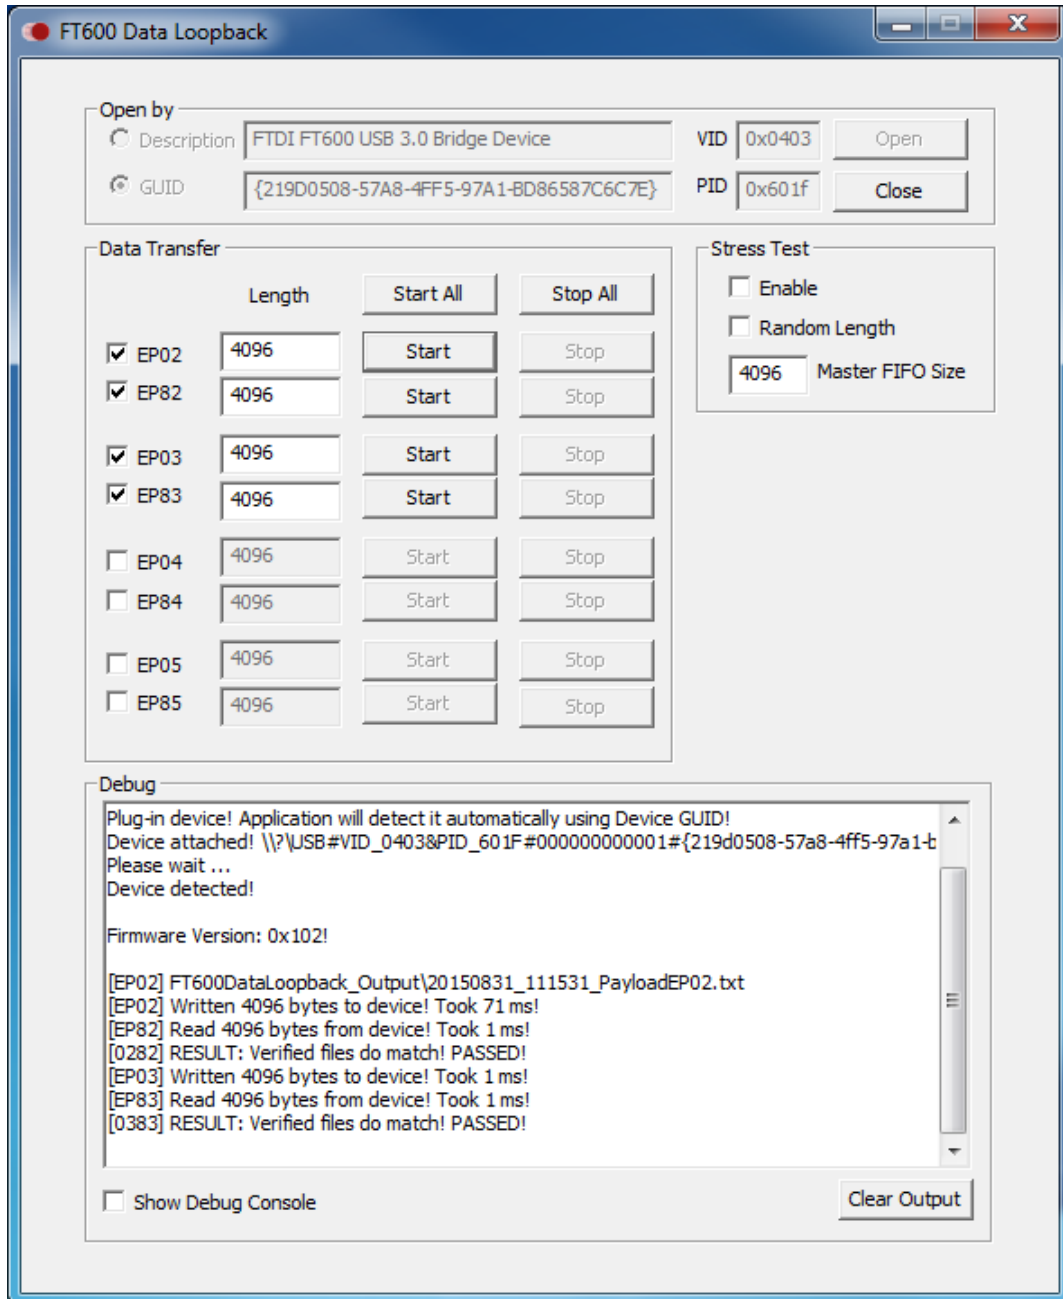 FT600 Data Loopback
Open by
Description FTDI FT600 USB 3.0 Bridge Device VID 0x0403 Open
GUID {219D0508-57A8-4FF5-97A1-BD86587C6C7E} PID 0x601f Close
Data Transfer
Length Start All Stop All
EP02 4096 Start Stop
EP82 4096 Start Stop
EP03 4096 Start Stop
EP83 4096 Start Stop
EP04 4096 Start Stop
EP84 4096 Start Stop
EP05 4096 Start Stop
EP85 4096 Start Stop
Stress Test
Enable
Random Length
4096 Master FIFO Size
Debug
Plug-in device! Application will detect it automatically using Device GUID!
Device attached! \\?\USB#VID_0403&PID_601F#000000000001#{219d0508-57a8-4ff5-97a1-b
Please wait ...
Device detected!
Firmware Version: 0x102!
[EP02] FT600DataLoopback_Output\20150831_111531_PayloadEP02.txt
[EP02] Written 4096 bytes to device! Took 71 ms!
[EP82] Read 4096 bytes from device! Took 1 ms!
[0282] RESULT: Verified files do match! PASSED!
[EP03] Written 4096 bytes to device! Took 1 ms!
[EP83] Read 4096 bytes from device! Took 1 ms!
[0383] RESULT: Verified files do match! PASSED!
Show Debug Console Clear Output